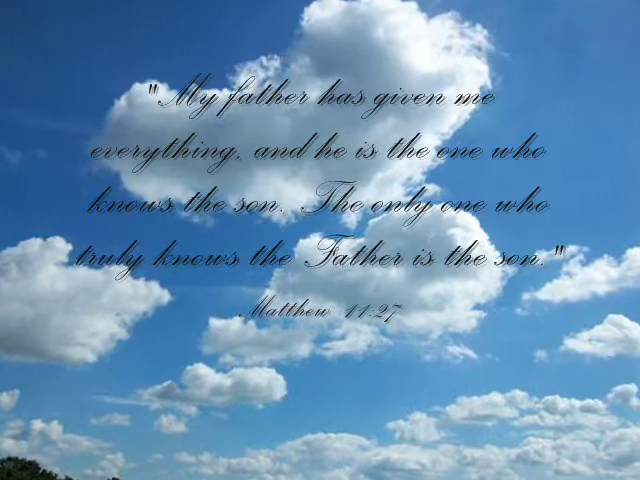 "My father has given me
everything, and he is the one who
knows the son. The only one who
truly knows the Father is the son."
Matthew 11:27